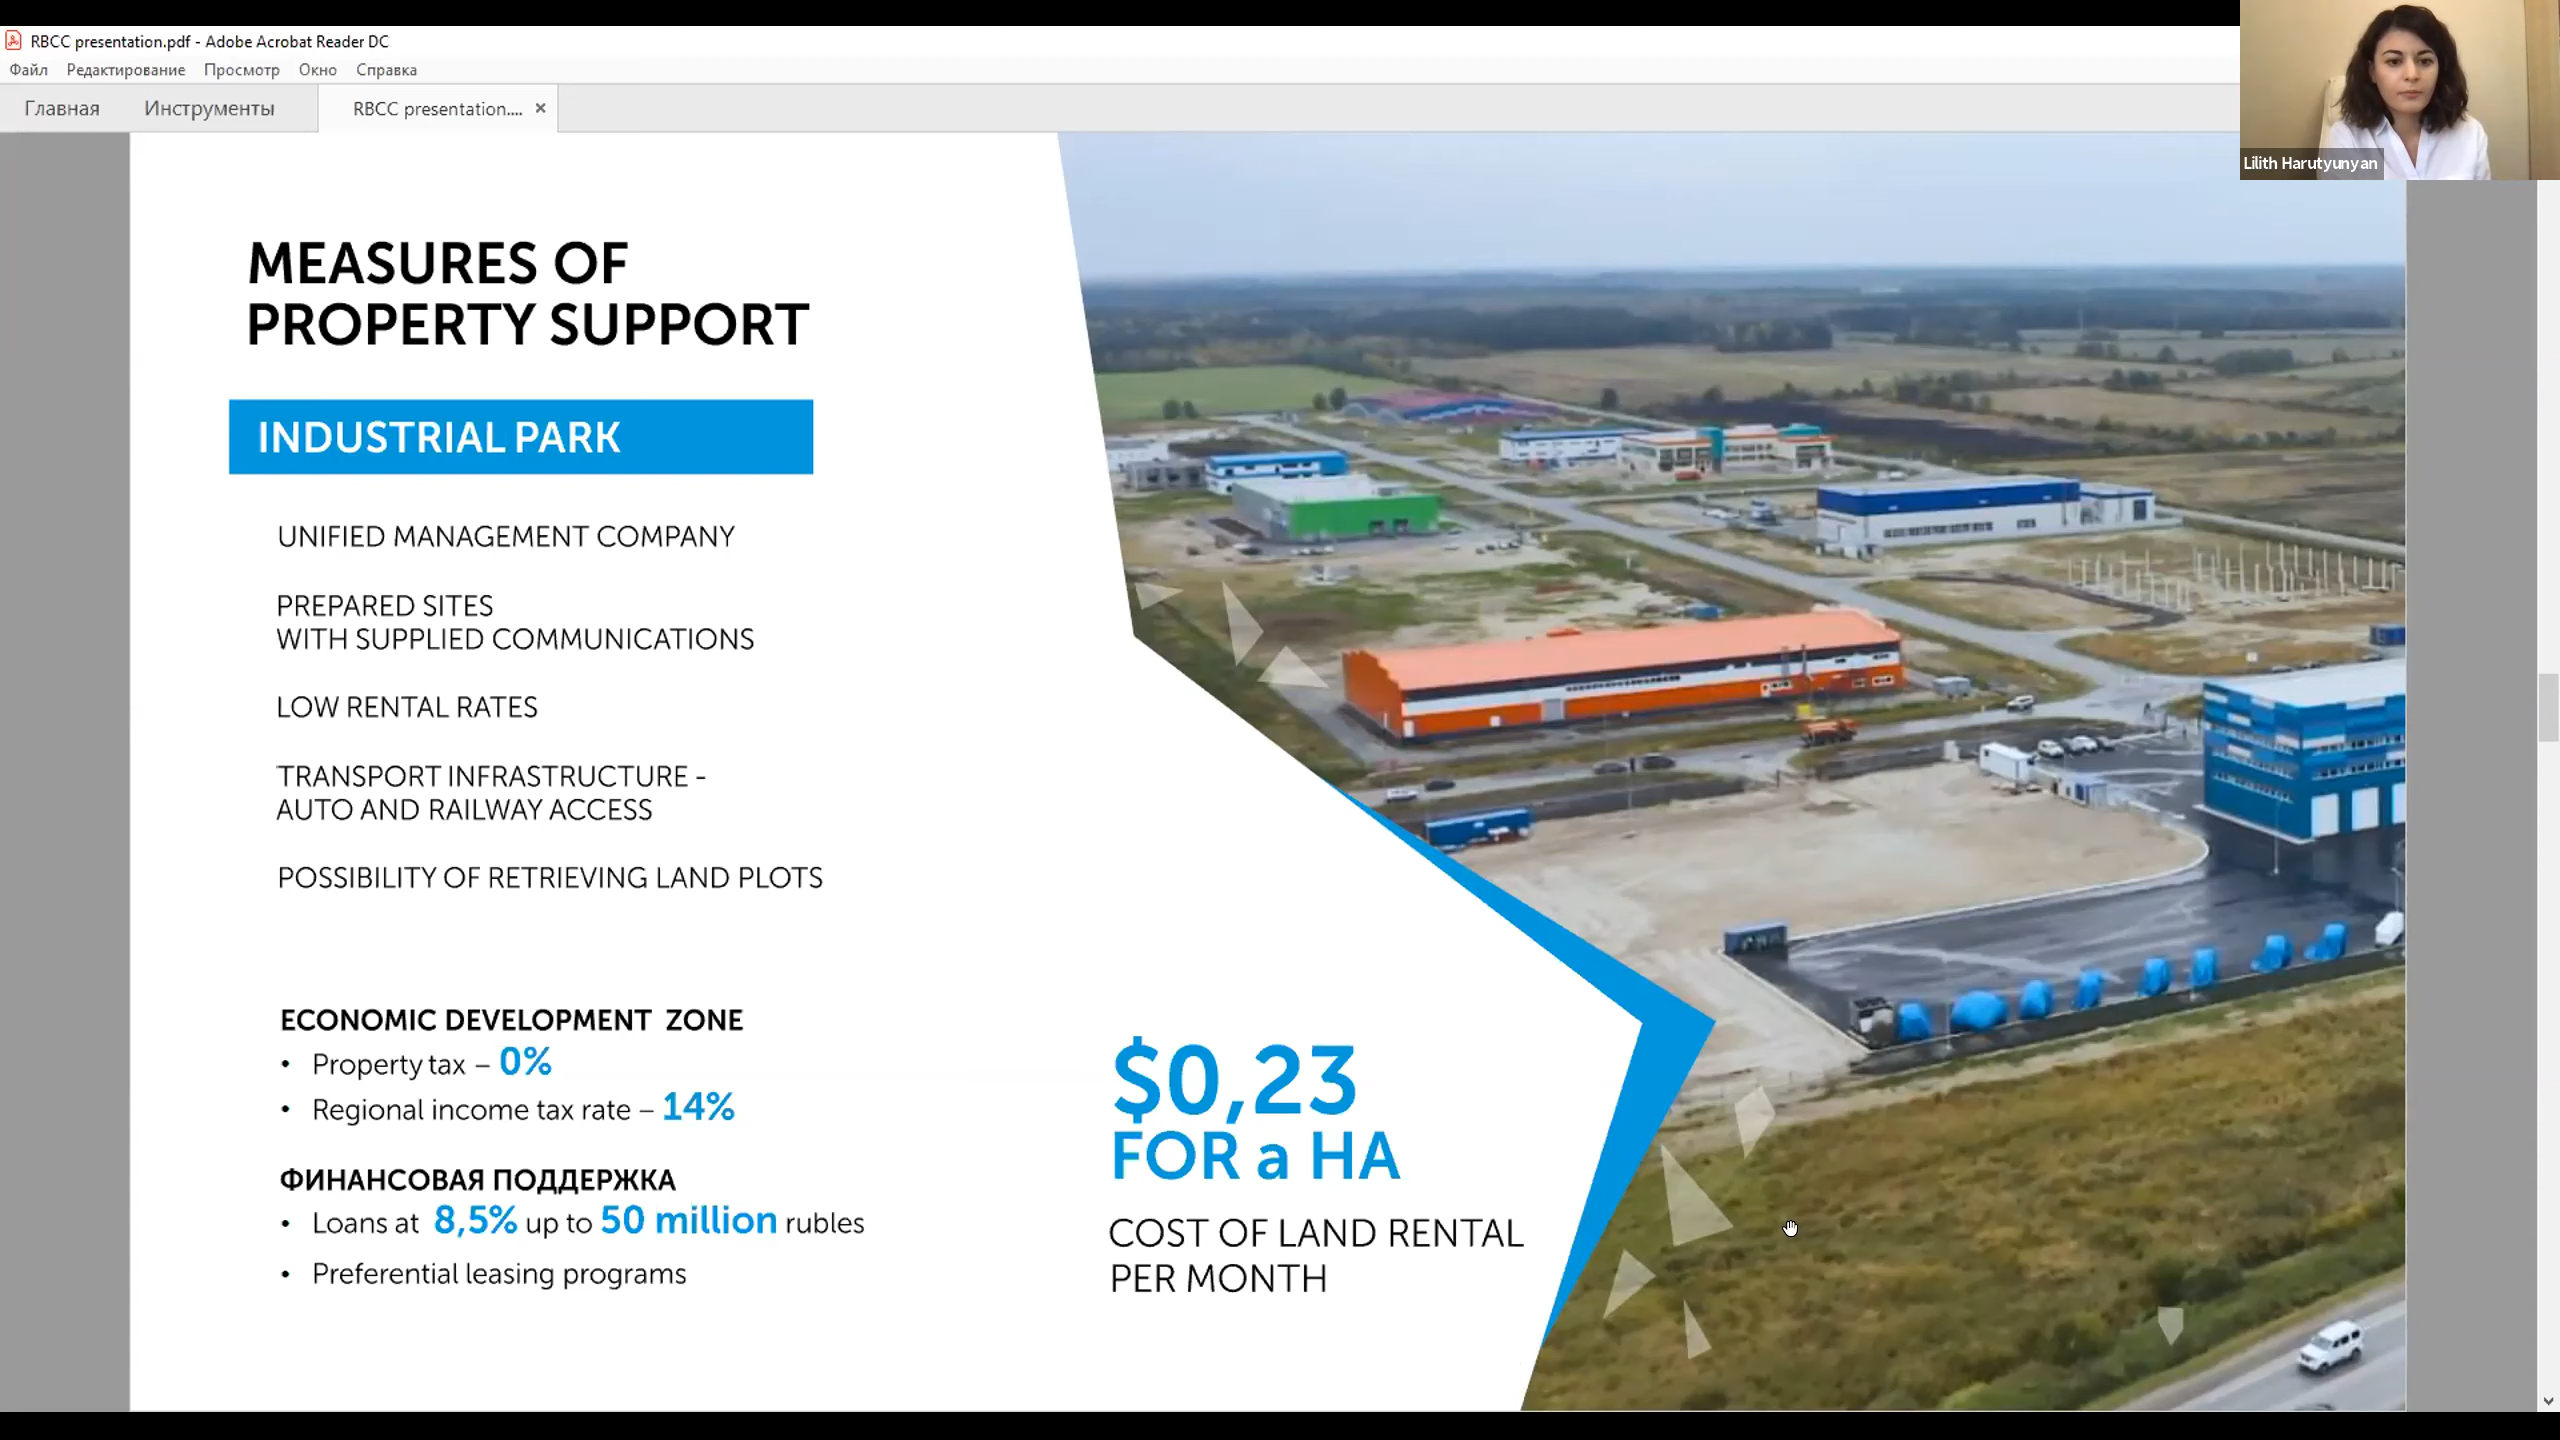 RBCC presentation.pdf - Adobe Acrobat Reader DC
Файл Редактирование Просмотр Окно Справка
Главная Инструменты RBCC presentation.... ×
Lilith Harutyunyan
MEASURES OF
PROPERTY SUPPORT
INDUSTRIAL PARK
UNIFIED MANAGEMENT COMPANY
PREPARED SITES
WITH SUPPLIED COMMUNICATIONS
LOW RENTAL RATES
TRANSPORT INFRASTRUCTURE -
AUTO AND RAILWAY ACCESS
POSSIBILITY OF RETRIEVING LAND PLOTS
ECONOMIC DEVELOPMENT ZONE
• Property tax – 0%
• Regional income tax rate – 14%
ФИНАНСОВАЯ ПОДДЕРЖКА
• Loans at 8,5% up to 50 million rubles
• Preferential leasing programs
$0,23
FOR a HA
COST OF LAND RENTAL
PER MONTH